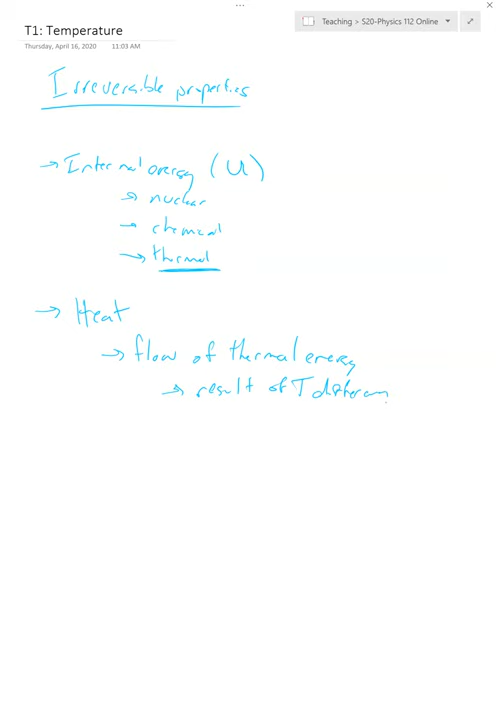 T1: Temperature
Teaching > S20-Physics 112 Online
Thursday, April 16, 2020 11:03 AM
Irreversible properties
→ Internal energy (U)
→ nuclear
→ chemical
→ thermal
→ Heat
→ flow of thermal energy
→ result of T